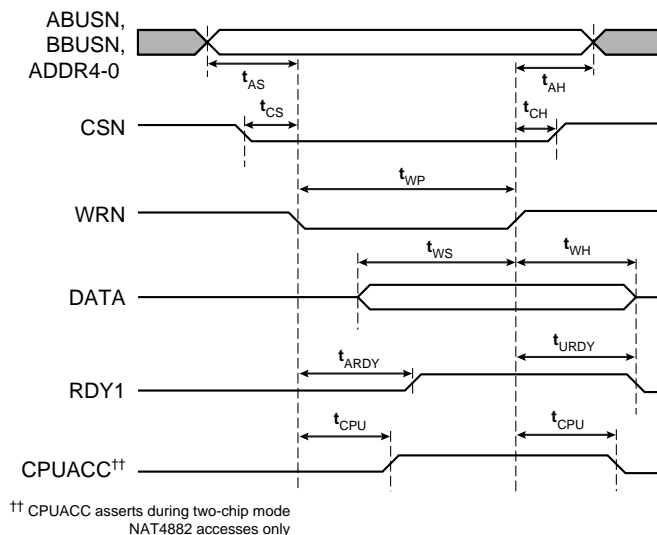 ABUSN,
BBUSN,
ADDR4-0
tAS
tAH
tCS
tCH
CSN
tWP
WRN
tWS
tWH
DATA
tARDY
tURDY
RDY1
tCPU
tCPU
CPUACC††
†† CPUACC asserts during two-chip mode
NAT4882 accesses only